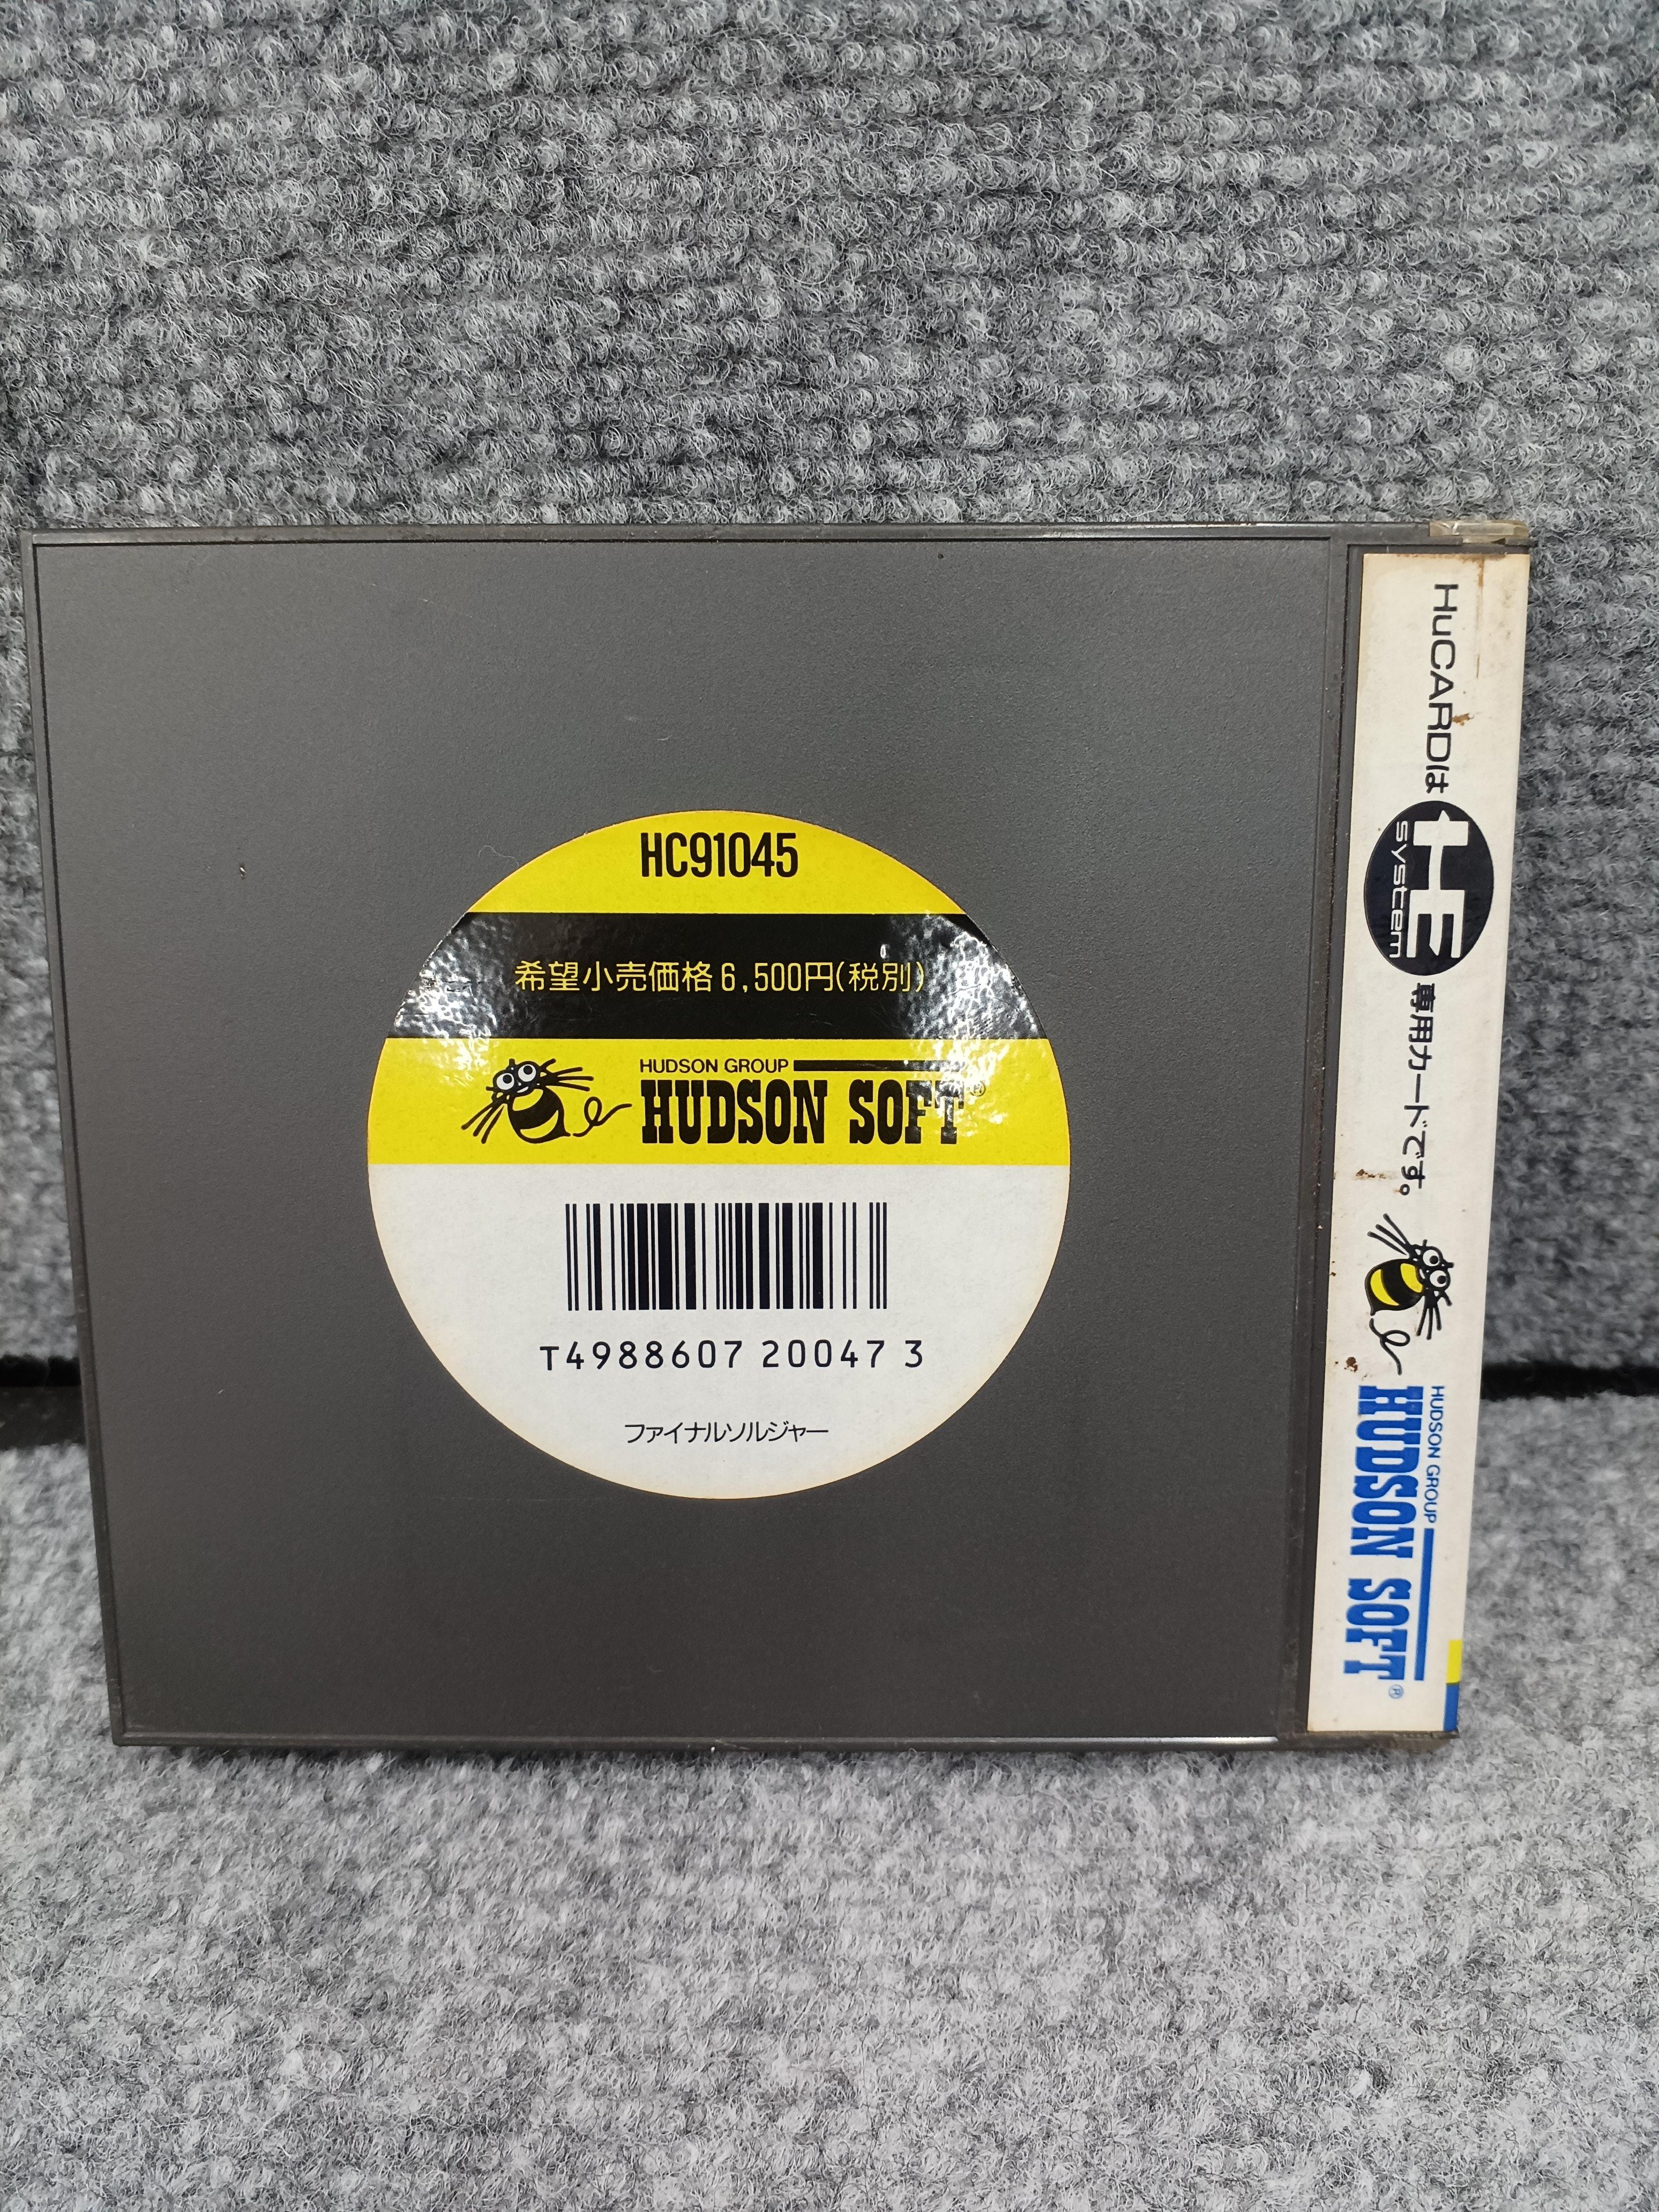 HC91045
希望小売価格6,500円(税別)
HUDSON GROUP
HUDSON SOFT®
T4988607 20047 3
ファイナルソルジャー
HuCARDは HE system 専用カードです。
HUDSON GROUP
HUDSON SOFT®